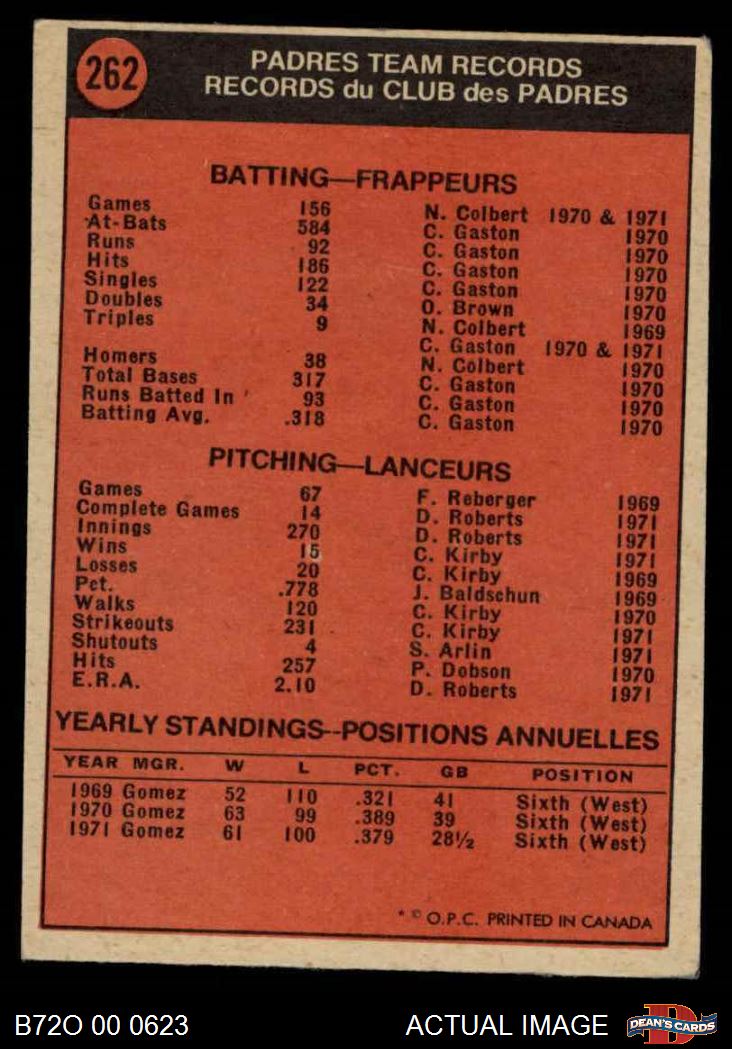 262
PADRES TEAM RECORDS
RECORDS du CLUB des PADRES
BATTING—FRAPPEURS
Games 156 N. Colbert 1970 & 1971
At-Bats 584 C. Gaston 1970
Runs 92 C. Gaston 1970
Hits 186 C. Gaston 1970
Singles 122 C. Gaston 1970
Doubles 34 O. Brown 1970
Triples 9 N. Colbert 1969
C. Gaston 1970 & 1971
Homers 38 N. Colbert 1970
Total Bases 317 C. Gaston 1970
Runs Batted In 93 C. Gaston 1970
Batting Avg. .318 C. Gaston 1970
PITCHING—LANCEURS
Games 67 F. Reberger 1969
Complete Games 14 D. Roberts 1971
Innings 270 D. Roberts 1971
Wins 15 C. Kirby 1971
Losses 20 C. Kirby 1969
Pct. .778 J. Baldschun 1969
Walks 120 C. Kirby 1970
Strikeouts 231 C. Kirby 1971
Shutouts 4 S. Arlin 1971
Hits 257 P. Dobson 1970
E.R.A. 2.10 D. Roberts 1971
YEARLY STANDINGS--POSITIONS ANNUELLES
YEAR MGR. W L PCT. GB POSITION
1969 Gomez 52 110 .321 41 Sixth (West)
1970 Gomez 63 99 .389 39 Sixth (West)
1971 Gomez 61 100 .379 28½ Sixth (West)
* © O.P.C. PRINTED IN CANADA
B72O 00 0623 ACTUAL IMAGE DEAN'S CARDS